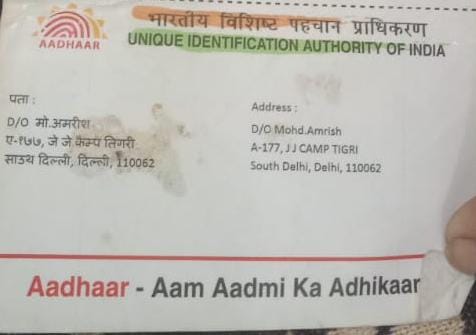 AADHAAR
भारतीय विशिष्ट पहचान प्राधिकरण
UNIQUE IDENTIFICATION AUTHORITY OF INDIA
पता :
D/O मो.अमरीश
ए-१७७, जे जे कैम्प तिगरी
साउथ दिल्ली, दिल्ली, 110062
Address :
D/O Mohd.Amrish
A-177, J J CAMP TIGRI
South Delhi, Delhi, 110062
Aadhaar - Aam Aadmi Ka Adhikaar